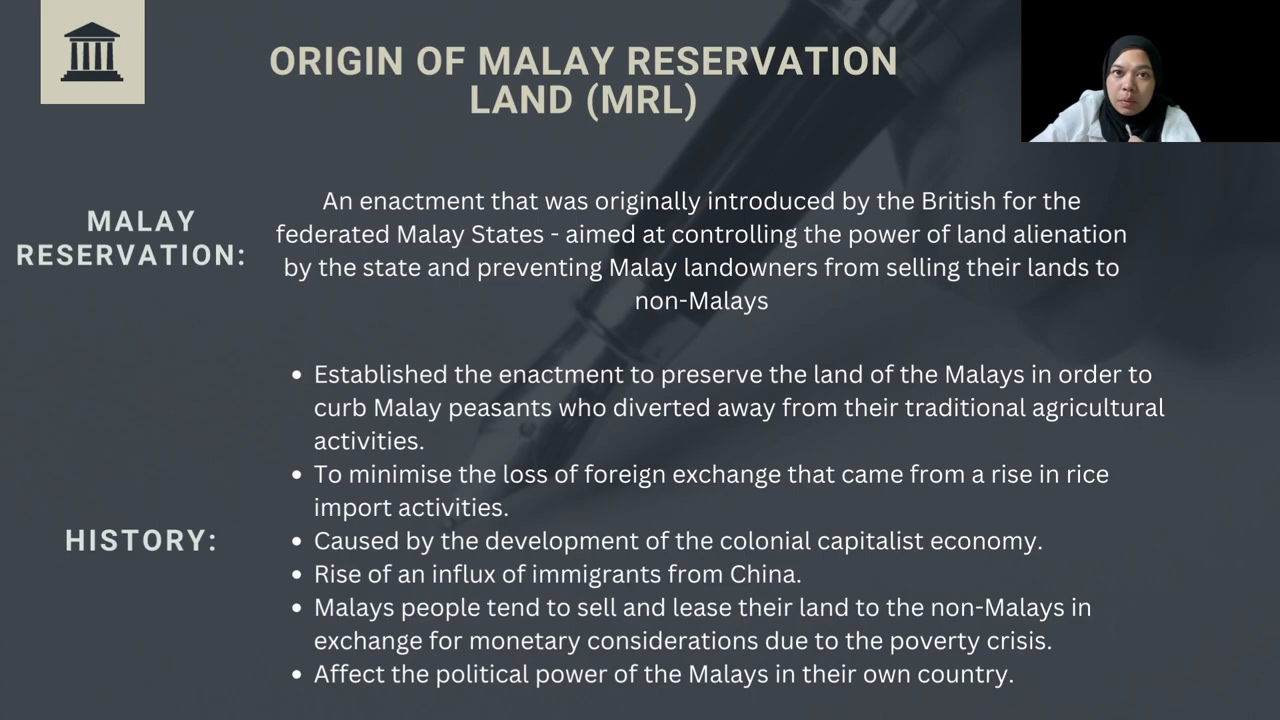 ORIGIN OF MALAY RESERVATION
LAND (MRL)
MALAY
RESERVATION:
An enactment that was originally introduced by the British for the
federated Malay States - aimed at controlling the power of land alienation
by the state and preventing Malay landowners from selling their lands to
non-Malays
HISTORY:
• Established the enactment to preserve the land of the Malays in order to
curb Malay peasants who diverted away from their traditional agricultural
activities.
• To minimise the loss of foreign exchange that came from a rise in rice
import activities.
• Caused by the development of the colonial capitalist economy.
• Rise of an influx of immigrants from China.
• Malays people tend to sell and lease their land to the non-Malays in
exchange for monetary considerations due to the poverty crisis.
• Affect the political power of the Malays in their own country.